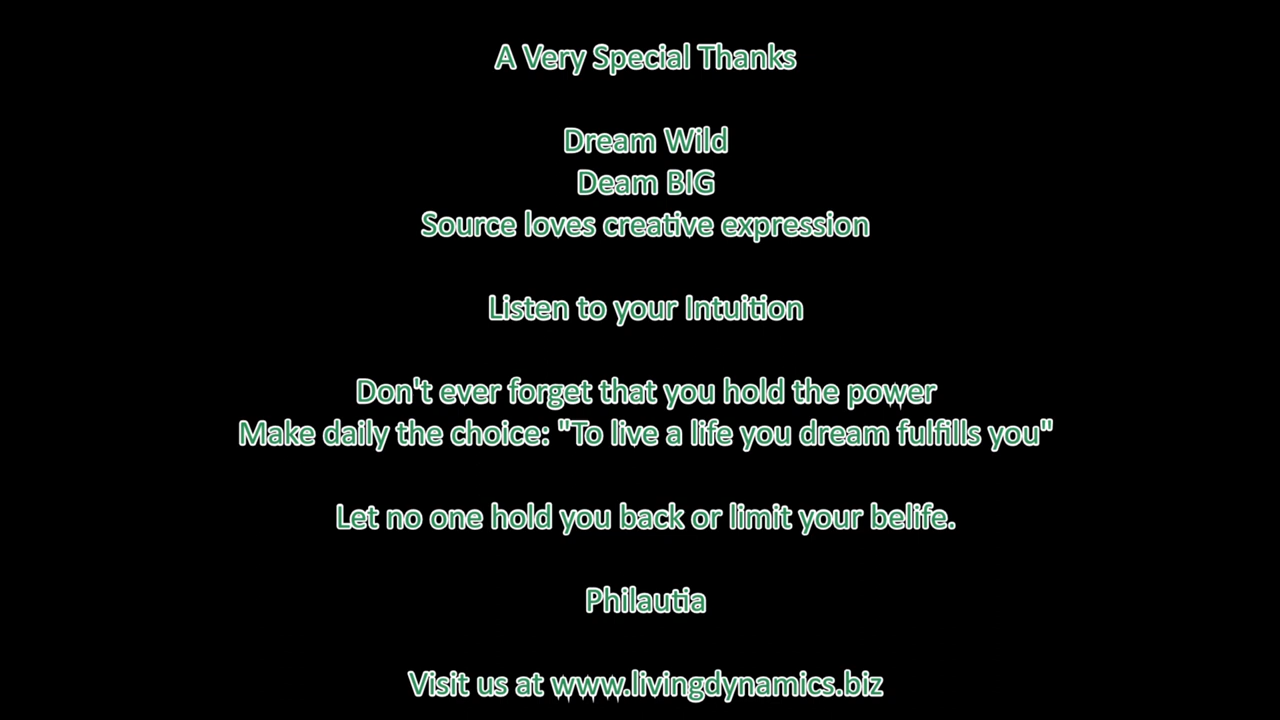 A Very Special Thanks
Dream Wild
Deam BIG
Source loves creative expression
Listen to your Intuition
Don't ever forget that you hold the power
Make daily the choice: "To live a life you dream fulfills you"
Let no one hold you back or limit your belife.
Philautia
Visit us at www.livingdynamics.biz